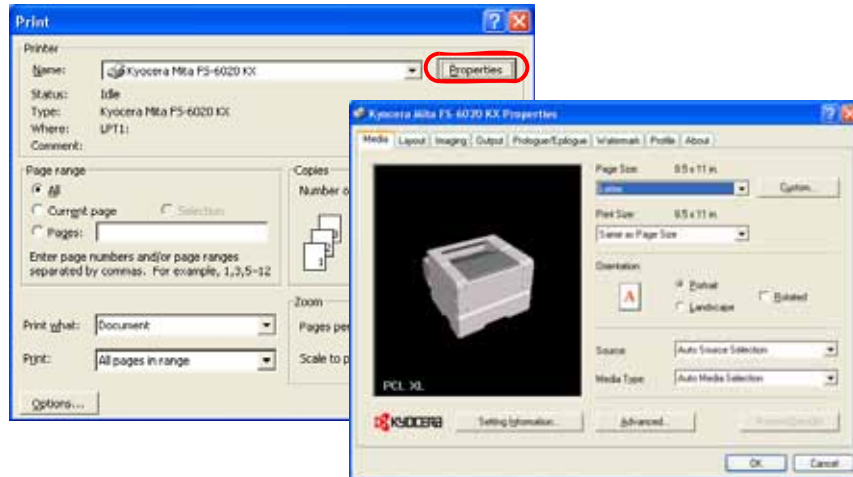 Print
Printer
Name: Kyocera Mita FS-6020 KX Properties
Status: Idle
Type: Kyocera Mita FS-6020 KX
Where: LPT1:
Comment:
Page range
All
Current page Selection
Pages:
Enter page numbers and/or page ranges
separated by commas. For example, 1,3,5-12
Copies
Number o
Print what: Document
Print: All pages in range
Options...
Zoom
Pages per
Scale to p
Kyocera Mita FS-6020 KX Properties
Media Layout Imaging Output Prologue/Epilogue Watermark Profile About
PCL XL
KYOCERA
Page Size: 8.5 x 11 in.
Letter Custom...
Print Size: 8.5 x 11 in.
Same as Page Size
Orientation
A
Portrait
Landscape
Rotated
Source: Auto Source Selection
Media Type: Auto Media Selection
Setting Information... Advanced...
OK Cancel